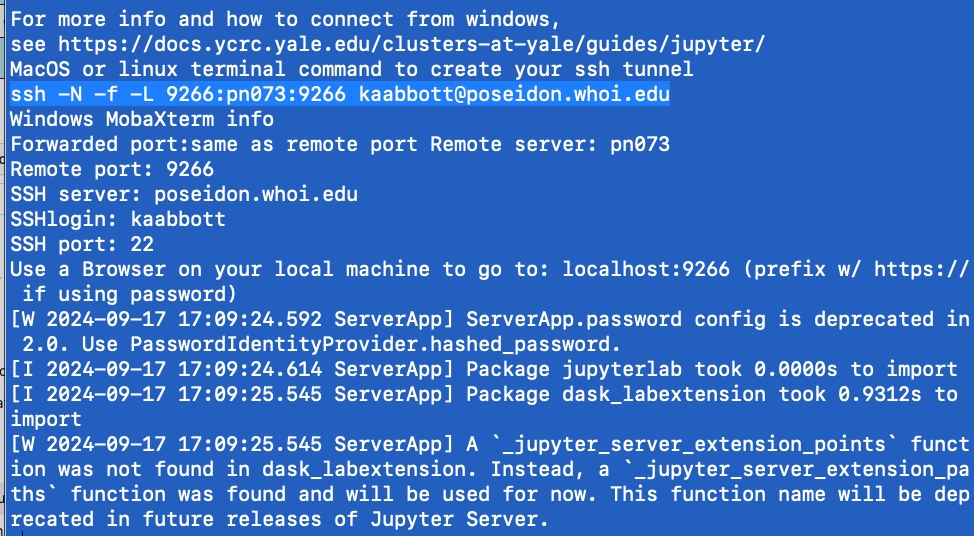 For more info and how to connect from windows,
see https://docs.ycrc.yale.edu/clusters-at-yale/guides/jupyter/
MacOS or linux terminal command to create your ssh tunnel
ssh -N -f -L 9266:pn073:9266 kaabbott@poseidon.whoi.edu
Windows MobaXterm info
Forwarded port:same as remote port Remote server: pn073
Remote port: 9266
SSH server: poseidon.whoi.edu
SSHlogin: kaabbott
SSH port: 22
Use a Browser on your local machine to go to: localhost:9266 (prefix w/ https://
 if using password)
[W 2024-09-17 17:09:24.592 ServerApp] ServerApp.password config is deprecated in
 2.0. Use PasswordIdentityProvider.hashed_password.
[I 2024-09-17 17:09:24.614 ServerApp] Package jupyterlab took 0.0000s to import
[I 2024-09-17 17:09:25.545 ServerApp] Package dask_labextension took 0.9312s to
import
[W 2024-09-17 17:09:25.545 ServerApp] A `_jupyter_server_extension_points` funct
ion was not found in dask_labextension. Instead, a `_jupyter_server_extension_pa
ths` function was found and will be used for now. This function name will be dep
recated in future releases of Jupyter Server.